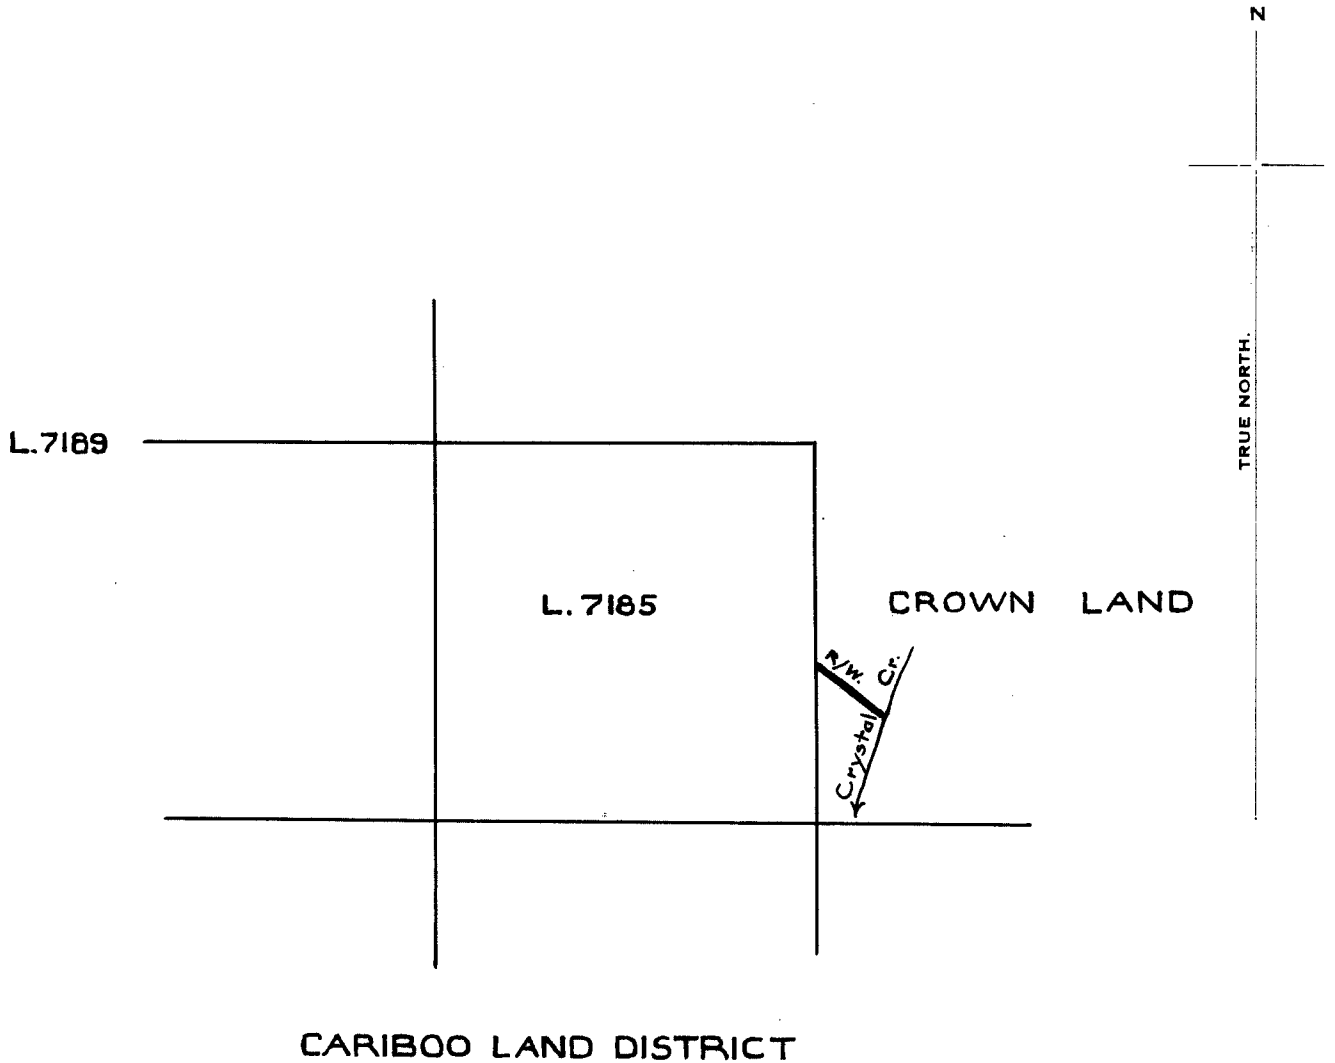 N
TRUE NORTH.
L. 7189
L. 7185
CROWN LAND
R/W.
Crystal Cr.
CARIBOO LAND DISTRICT